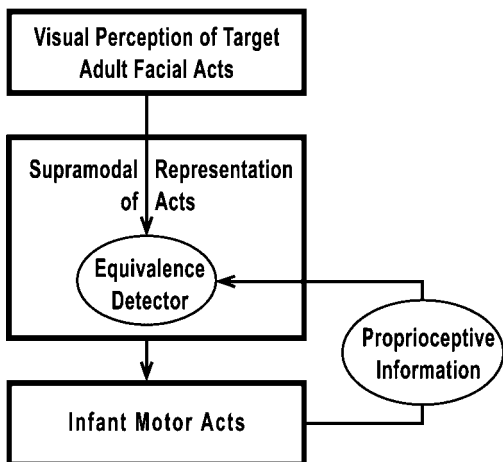 Visual Perception of Target
Adult Facial Acts
Supramodal Representation
of Acts
Equivalence
Detector
Proprioceptive
Information
Infant Motor Acts